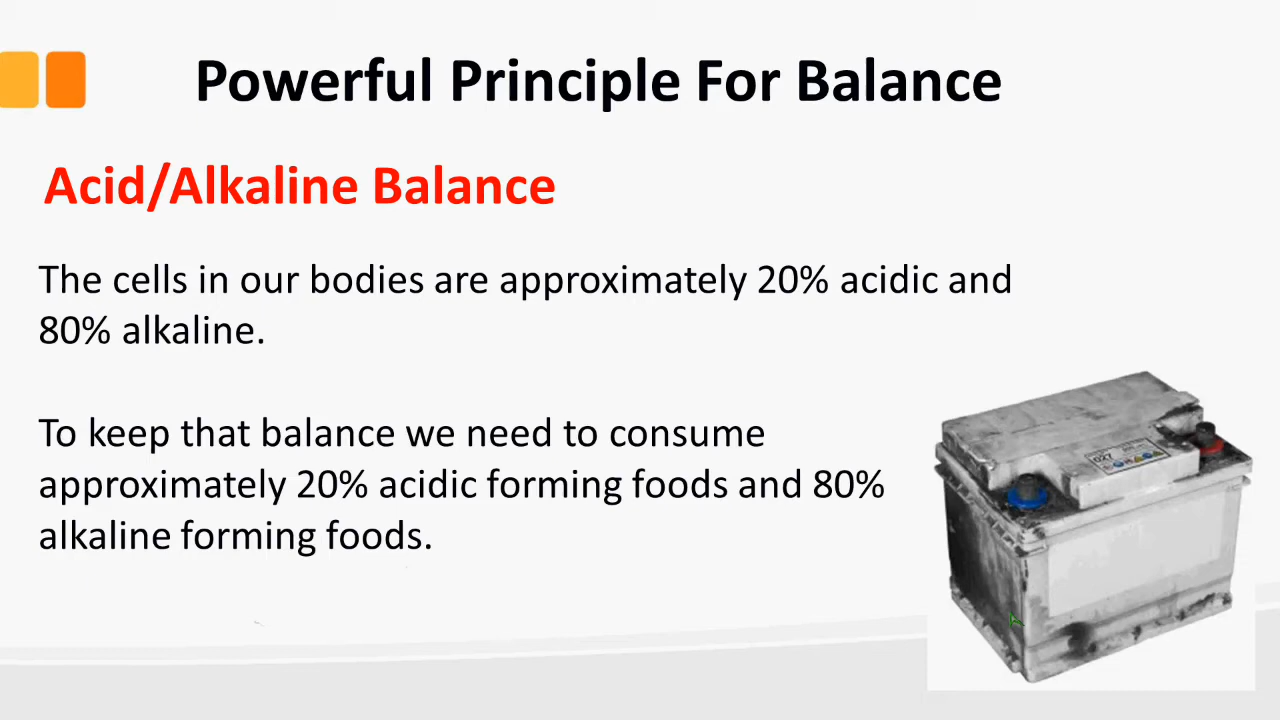 Powerful Principle For Balance
Acid/Alkaline Balance
The cells in our bodies are approximately 20% acidic and
80% alkaline.
To keep that balance we need to consume
approximately 20% acidic forming foods and 80%
alkaline forming foods.
027